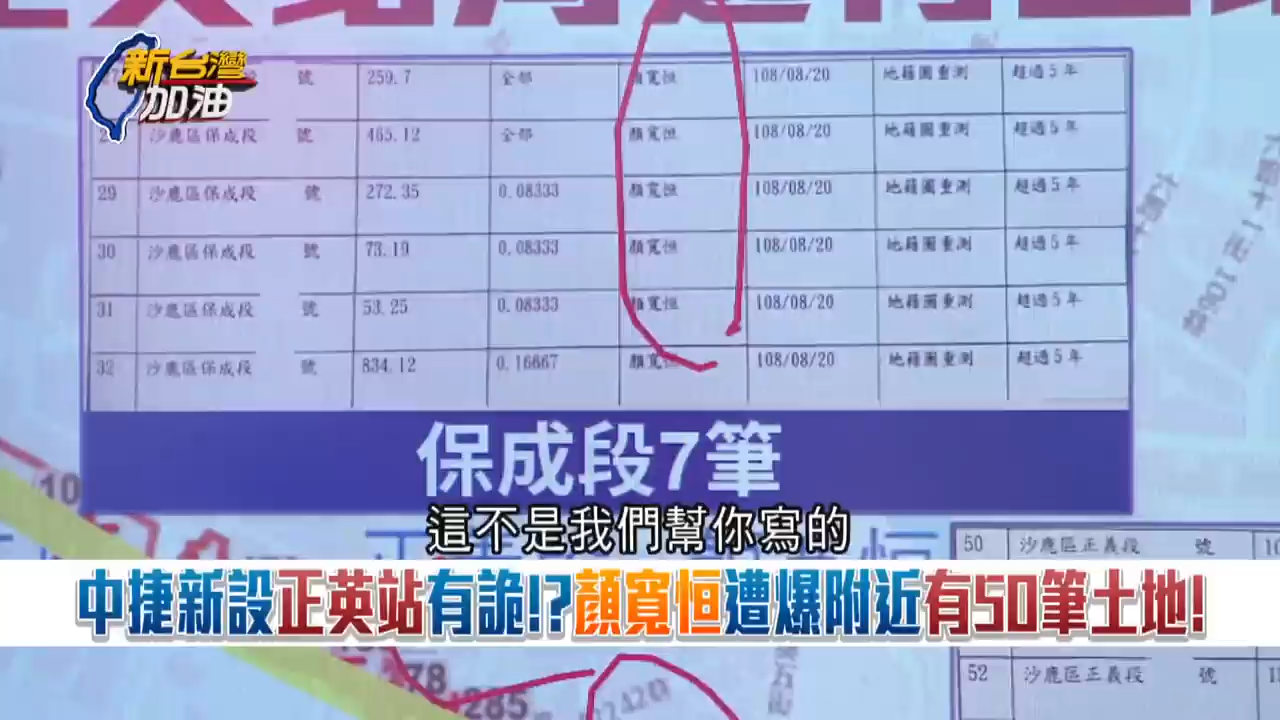 新台灣
加油
號 259.7 全部 顏寬恒 108/08/20 地籍圖重測 超過5年
沙鹿區保成段 號 465.12 全部 顏寬恒 108/08/20 地籍圖重測 超過5年
29 沙鹿區保成段 號 272.35 0.08333 顏寬恒 108/08/20 地籍圖重測 超過5年
30 沙鹿區保成段 號 73.19 0.08333 顏寬恒 108/08/20 地籍圖重測 超過5年
31 沙鹿區保成段 號 53.25 0.08333 顏寬恒 108/08/20 地籍圖重測 超過5年
32 沙鹿區保成段 號 834.12 0.16667 顏寬恒 108/08/20 地籍圖重測 超過5年
保成段7筆
這不是我們幫你寫的
50 沙鹿區正義段 號
中捷新設正英站有詭!?顏寬恒遭爆附近有50筆土地!
52 沙鹿區正義段 號
78
285